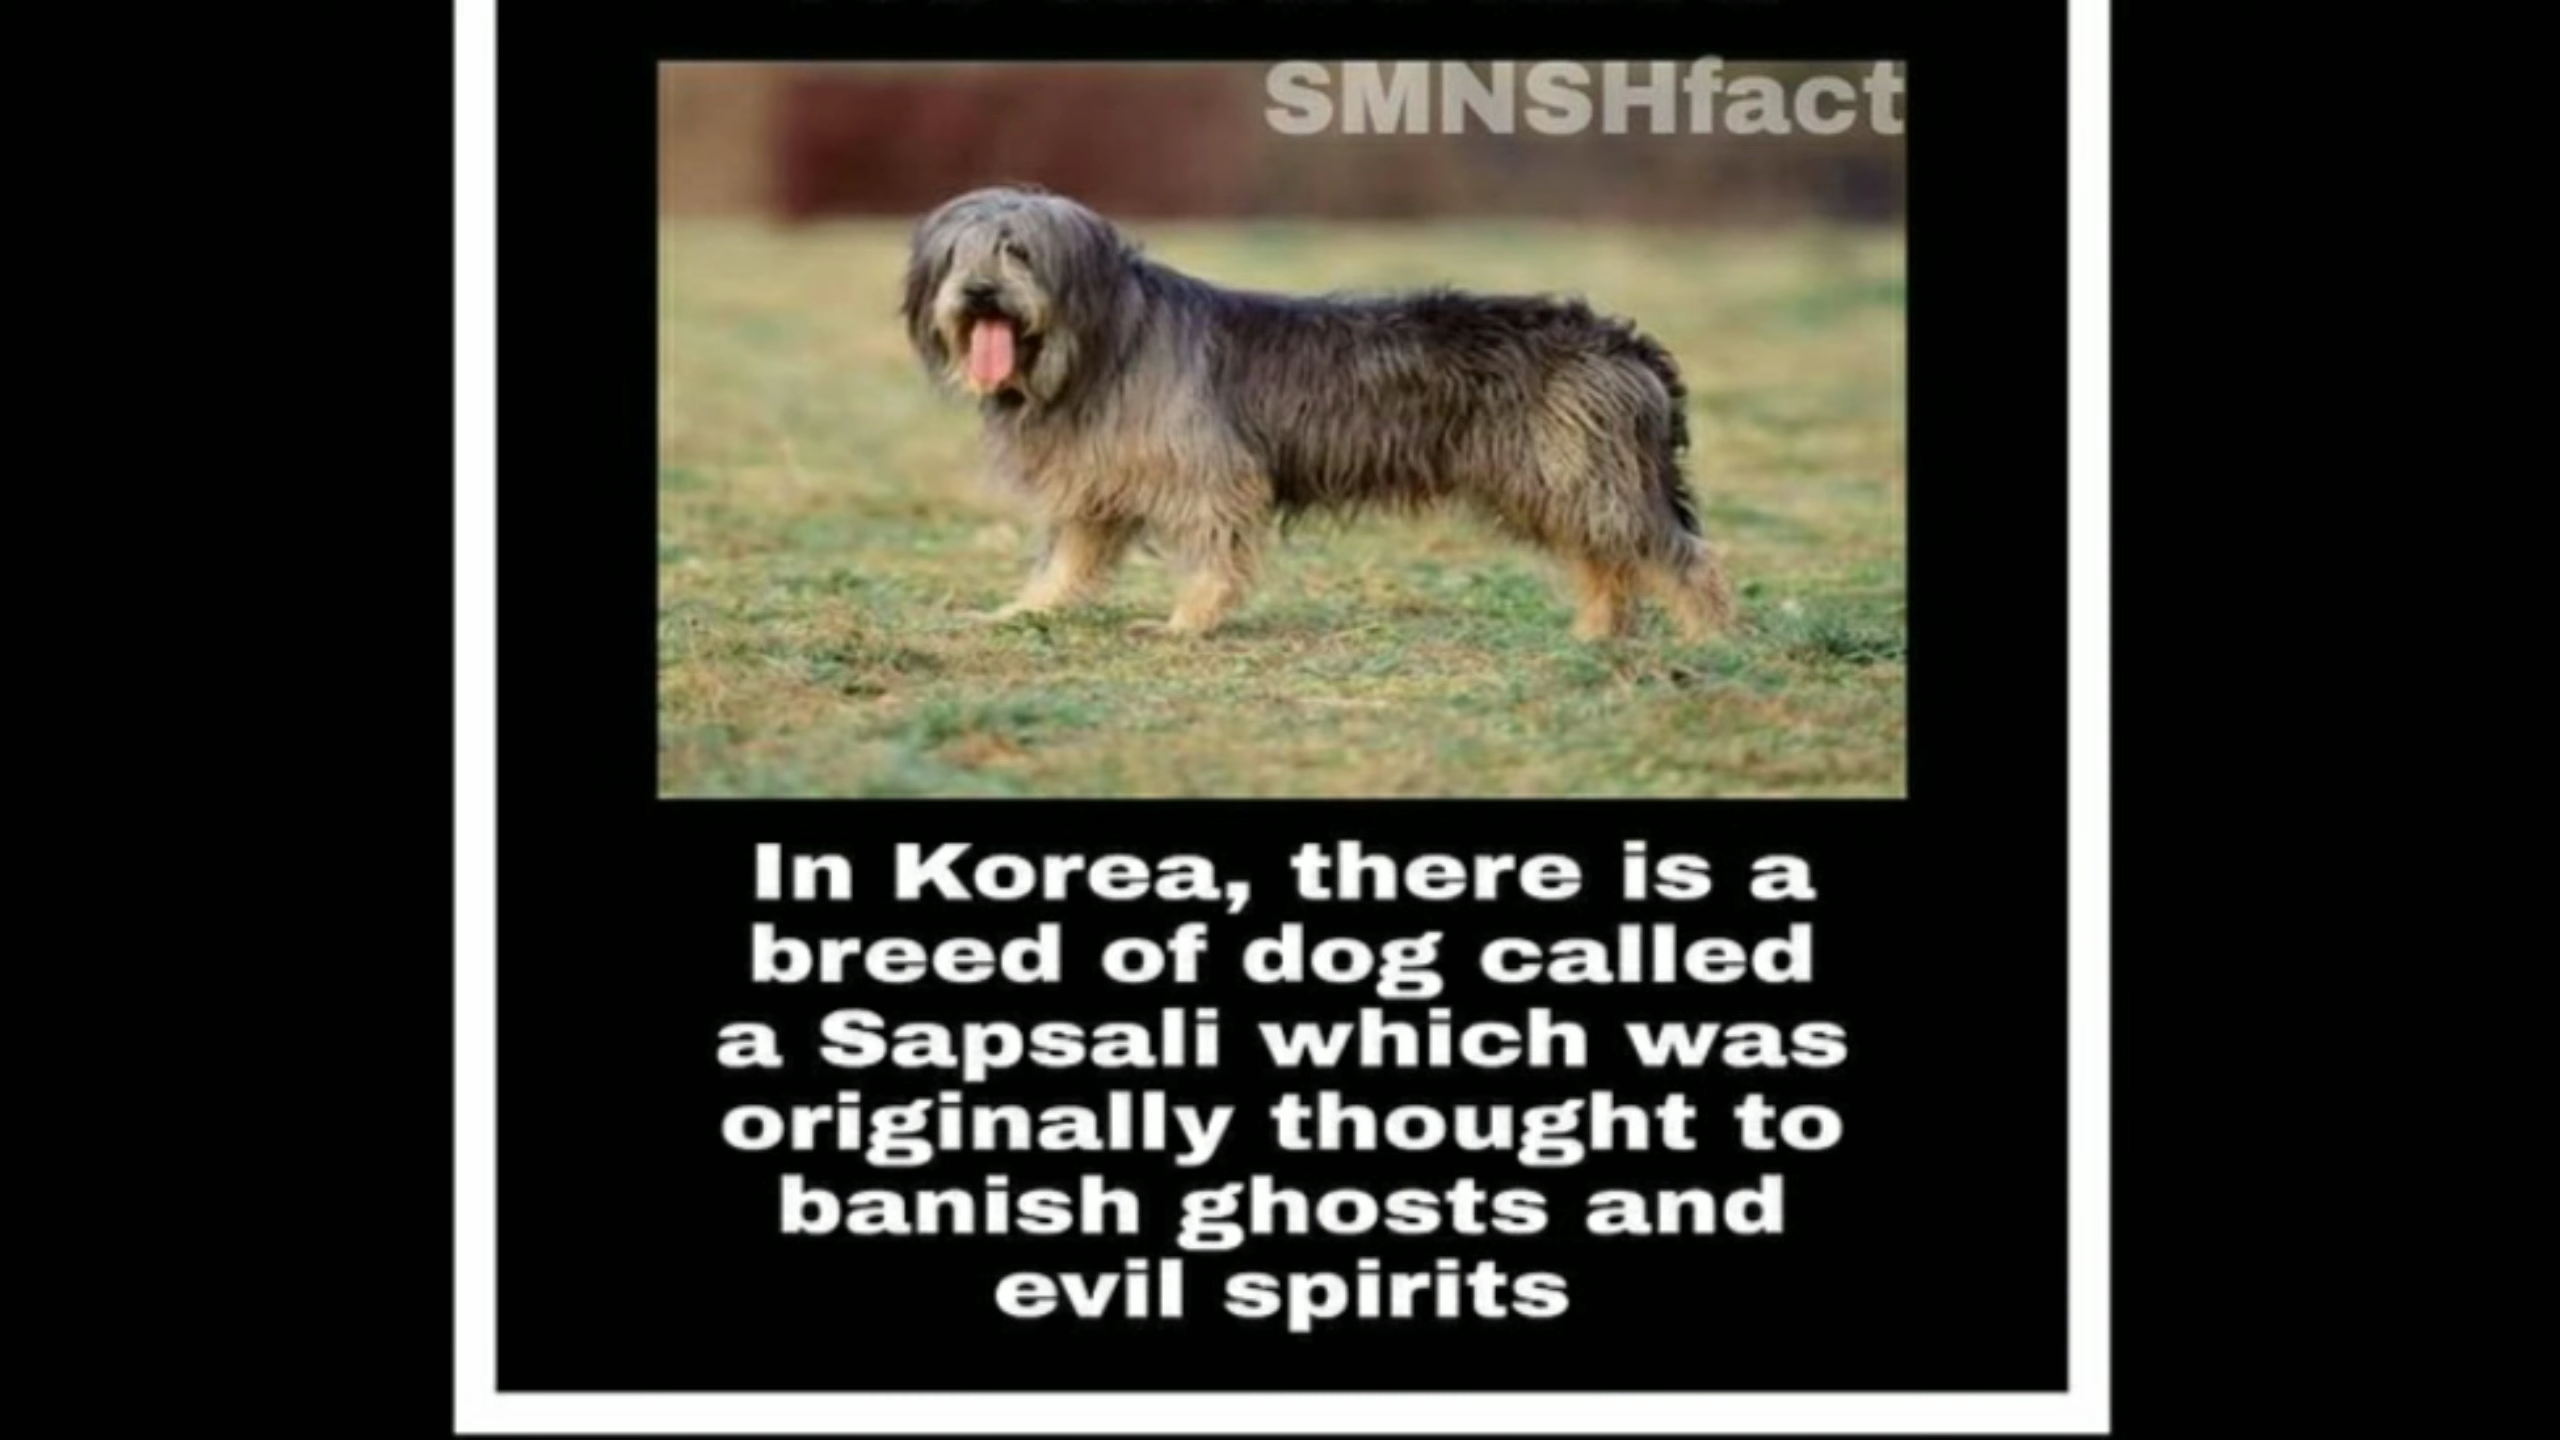 SMNSHfact
In Korea, there is a
breed of dog called
a Sapsali which was
originally thought to
banish ghosts and
evil spirits